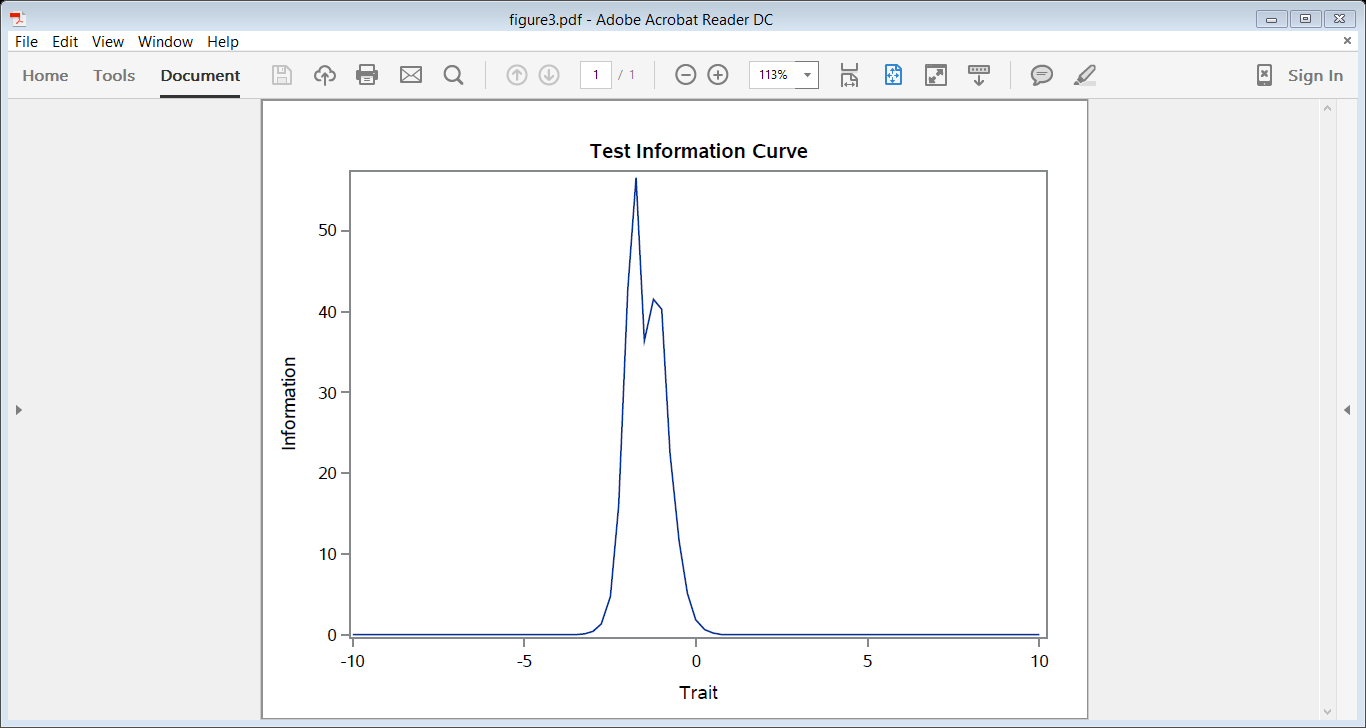 figure3.pdf - Adobe Acrobat Reader DC
File Edit View Window Help
Home Tools Document 1 / 1 113% Sign In
Test Information Curve
50
40
30
20
10
0
Information
-10 -5 0 5 10
Trait